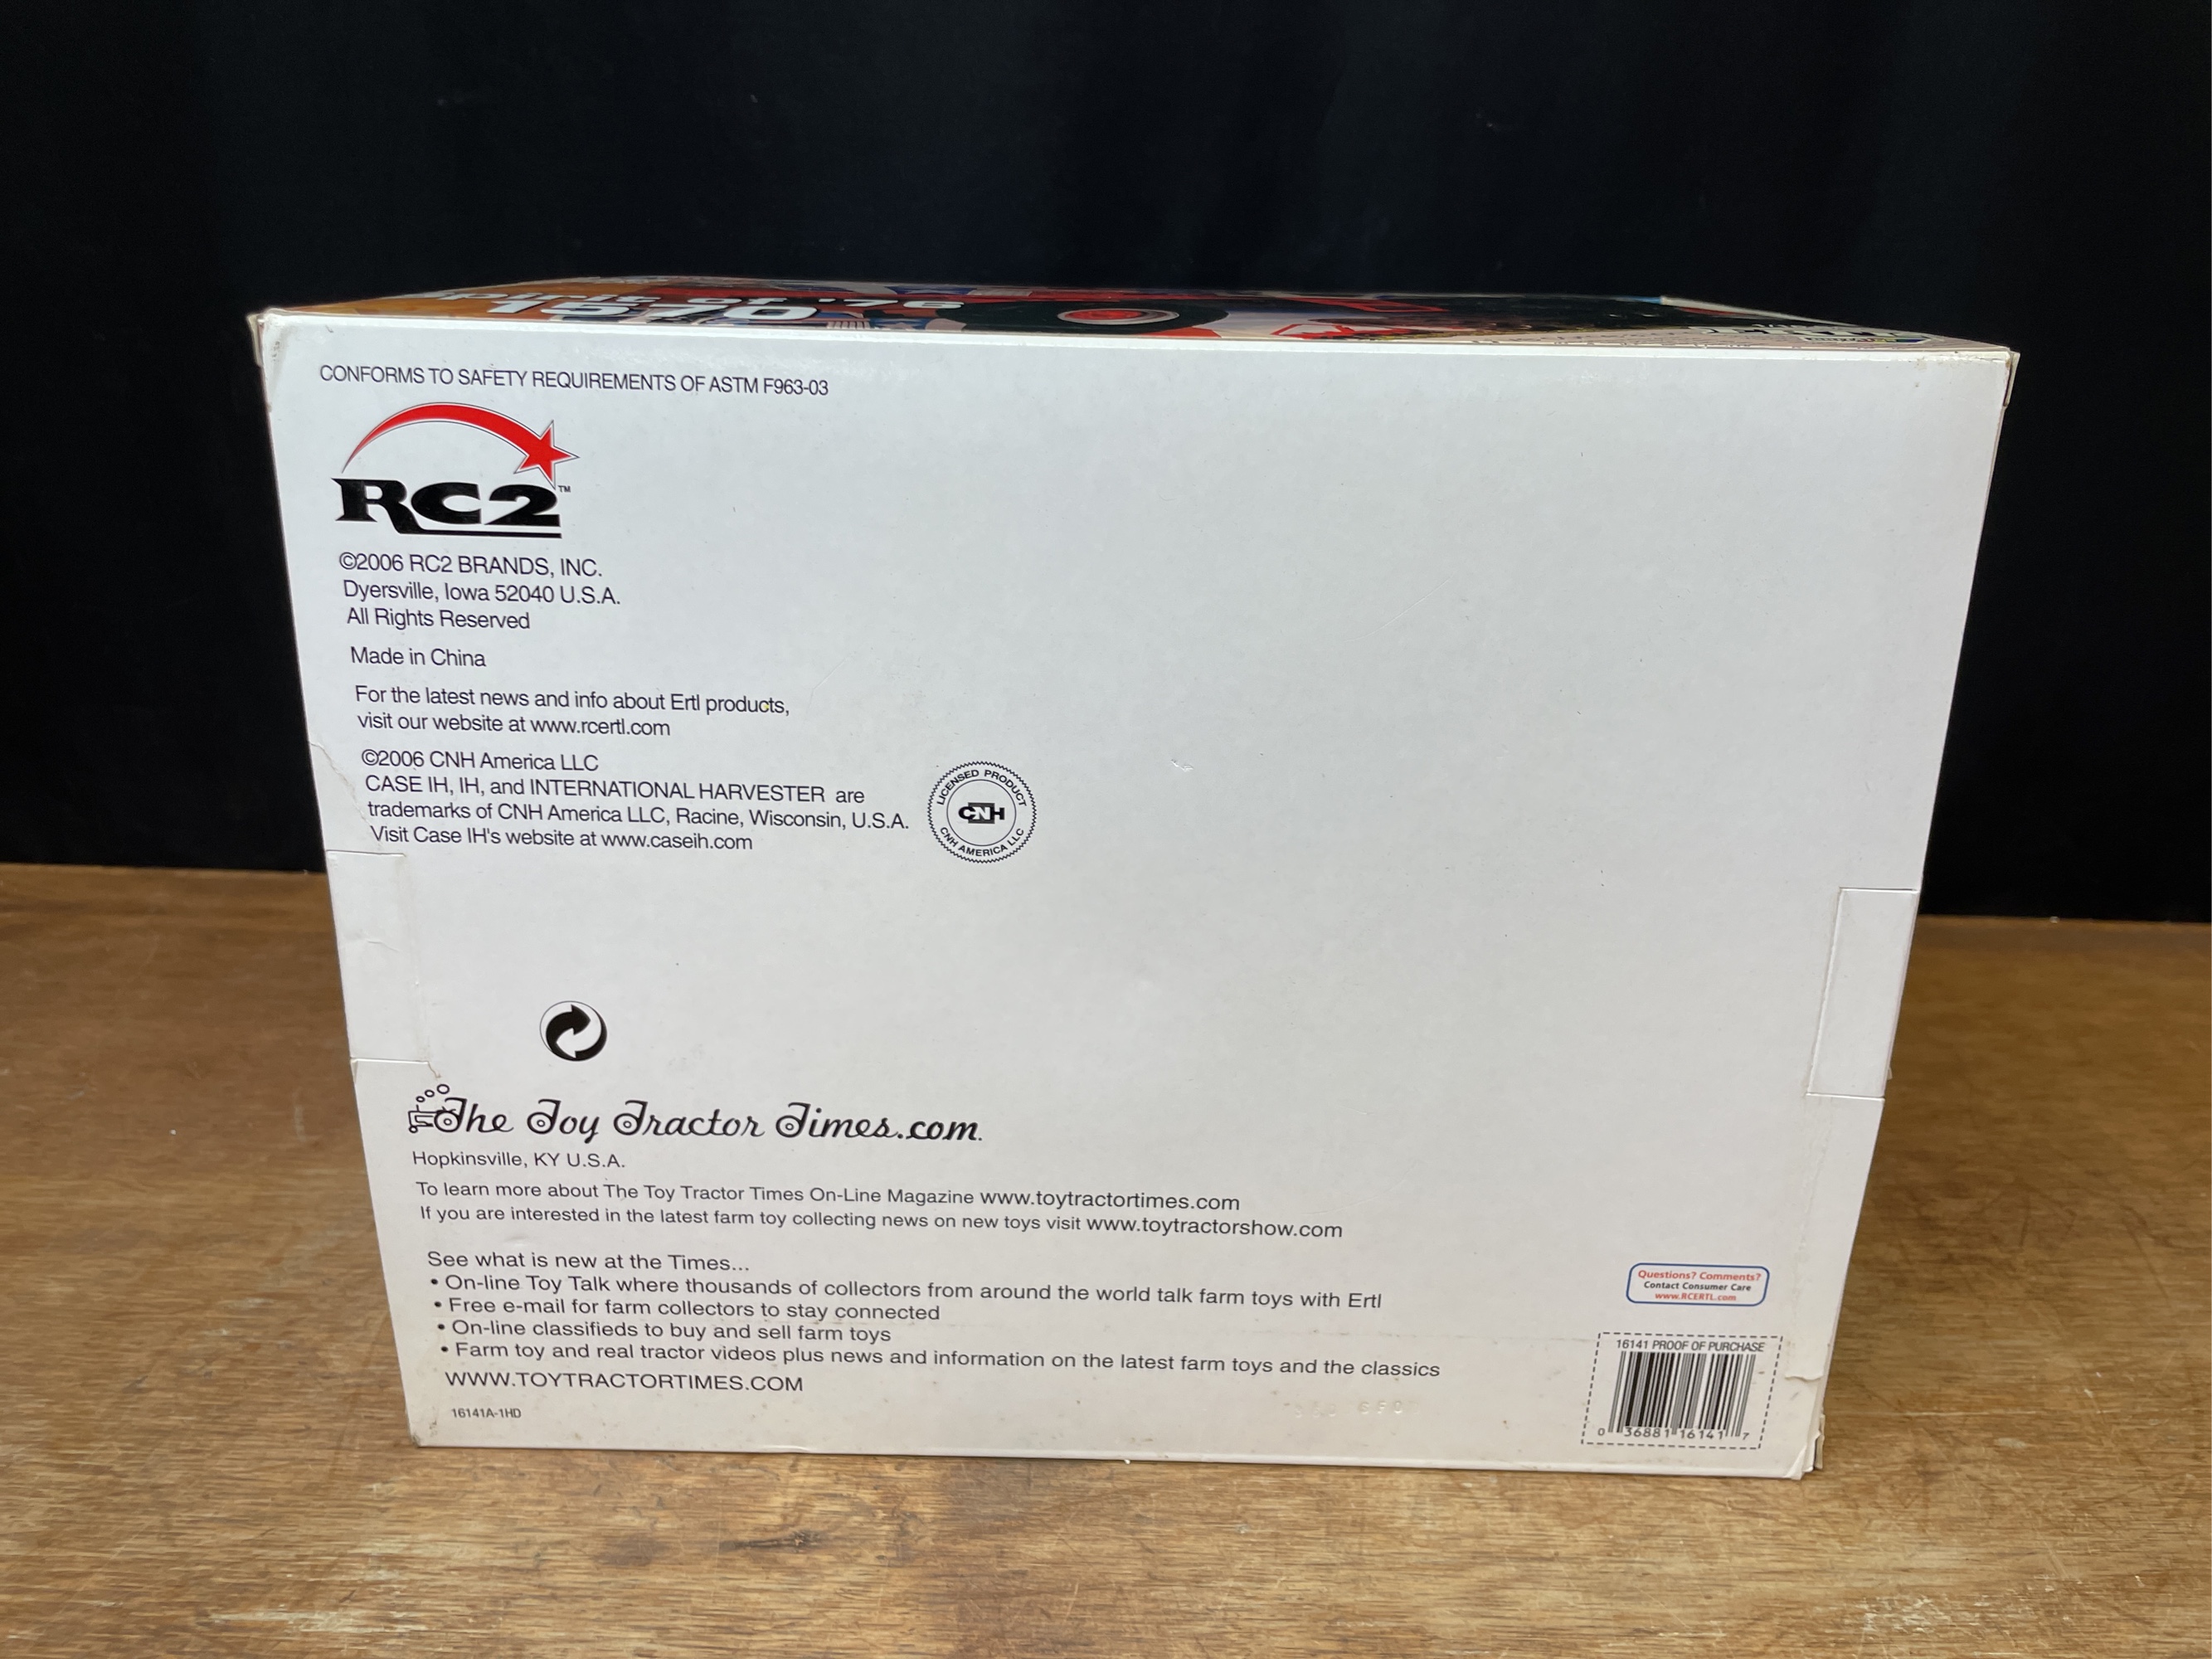 Spirit of '76
1570
CONFORMS TO SAFETY REQUIREMENTS OF ASTM F963-03
RC2™
©2006 RC2 BRANDS, INC.
Dyersville, Iowa 52040 U.S.A.
All Rights Reserved
Made in China
For the latest news and info about Ertl products,
visit our website at www.rcertl.com
©2006 CNH America LLC
CASE IH, IH, and INTERNATIONAL HARVESTER are
trademarks of CNH America LLC, Racine, Wisconsin, U.S.A.
Visit Case IH's website at www.caseih.com
LICENSED PRODUCT
CNH
CNH AMERICA LLC
The Toy Tractor Times.com.
Hopkinsville, KY U.S.A.
To learn more about The Toy Tractor Times On-Line Magazine www.toytractortimes.com
If you are interested in the latest farm toy collecting news on new toys visit www.toytractorshow.com
See what is new at the Times...
• On-line Toy Talk where thousands of collectors from around the world talk farm toys with Ertl
• Free e-mail for farm collectors to stay connected
• On-line classifieds to buy and sell farm toys
• Farm toy and real tractor videos plus news and information on the latest farm toys and the classics
WWW.TOYTRACTORTIMES.COM
16141A-1HD
Questions? Comments?
Contact Consumer Care
www.RCERTL.com
16141 PROOF OF PURCHASE
0 36881 16141 7